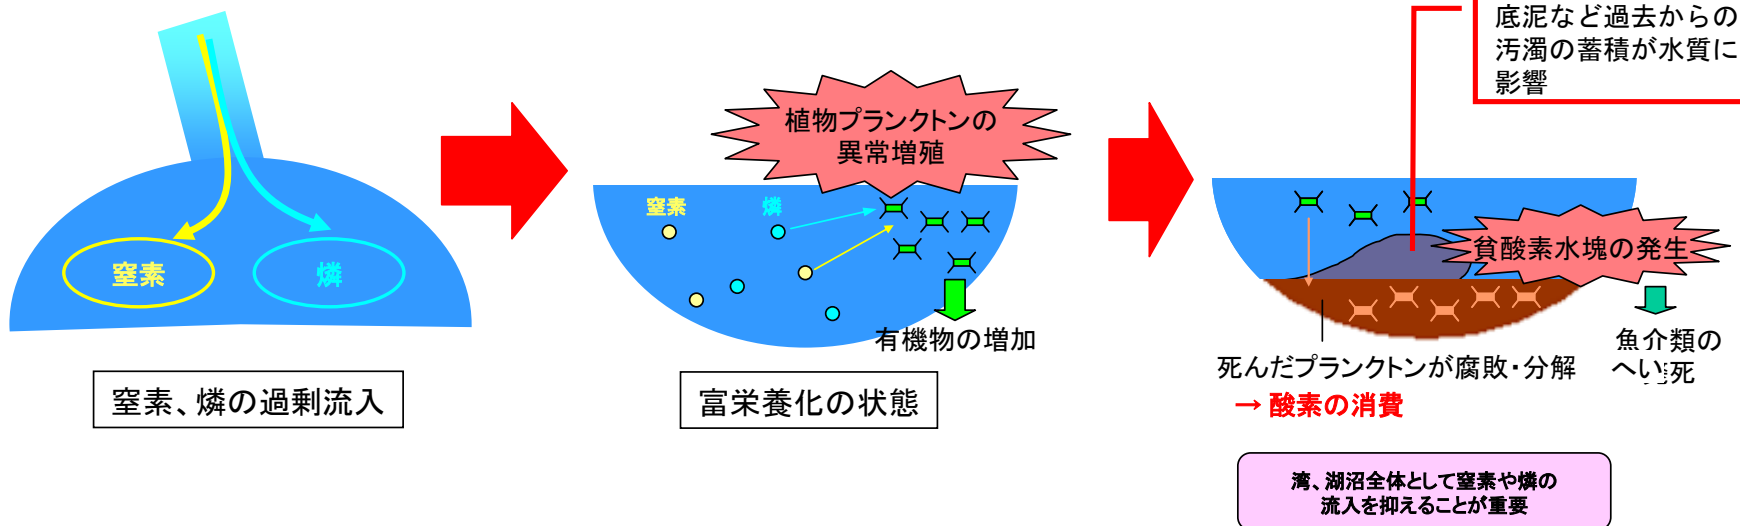 窒素
燐
窒素、燐の過剰流入
植物プランクトンの
異常増殖
窒素
燐
有機物の増加
富栄養化の状態
底泥など過去からの
汚濁の蓄積が水質に
影響
貧酸素水塊の発生
死んだプランクトンが腐敗・分解
→ 酸素の消費
魚介類の
へい死
湾、湖沼全体として窒素や燐の
流入を抑えることが重要